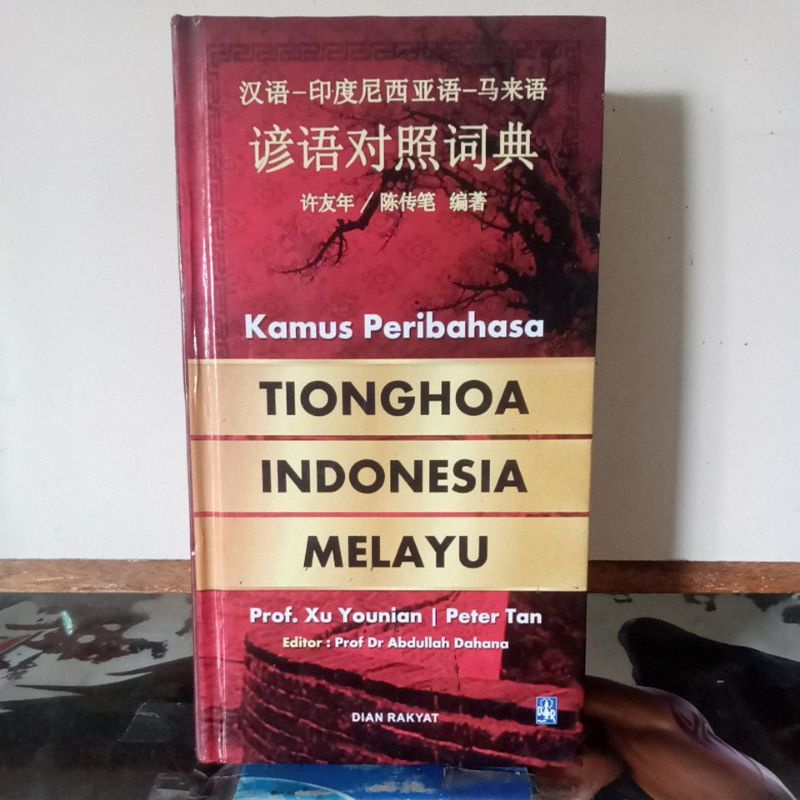 汉语-印度尼西亚语-马来语
谚语对照词典
许友年 / 陈传笔 编著
Kamus Peribahasa
TIONGHOA
INDONESIA
MELAYU
Prof. Xu Younian | Peter Tan
Editor : Prof Dr Abdullah Dahana
DIAN RAKYAT
DR